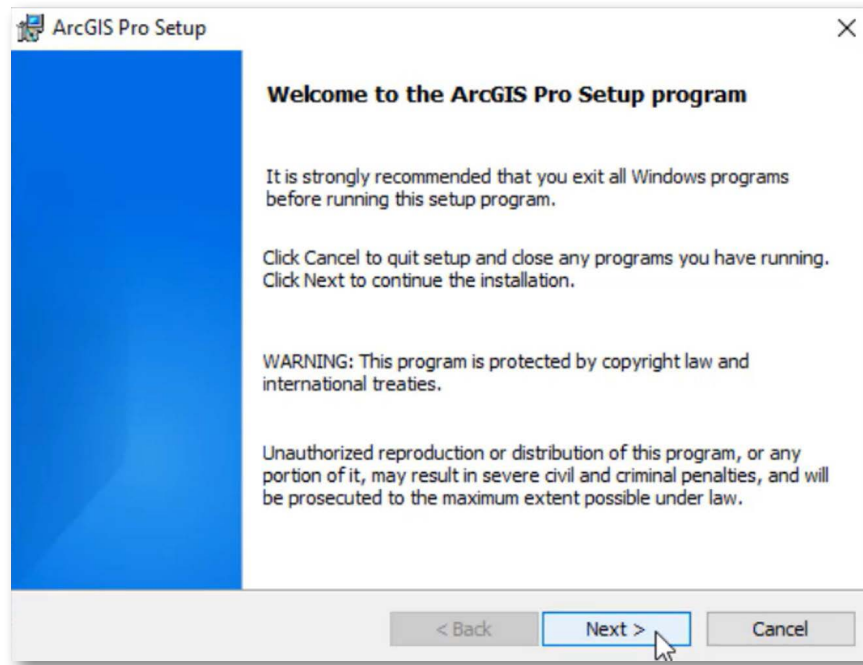 ArcGIS Pro Setup
Welcome to the ArcGIS Pro Setup program
It is strongly recommended that you exit all Windows programs
before running this setup program.
Click Cancel to quit setup and close any programs you have running.
Click Next to continue the installation.
WARNING: This program is protected by copyright law and
international treaties.
Unauthorized reproduction or distribution of this program, or any
portion of it, may result in severe civil and criminal penalties, and will
be prosecuted to the maximum extent possible under law.
< Back Next > Cancel